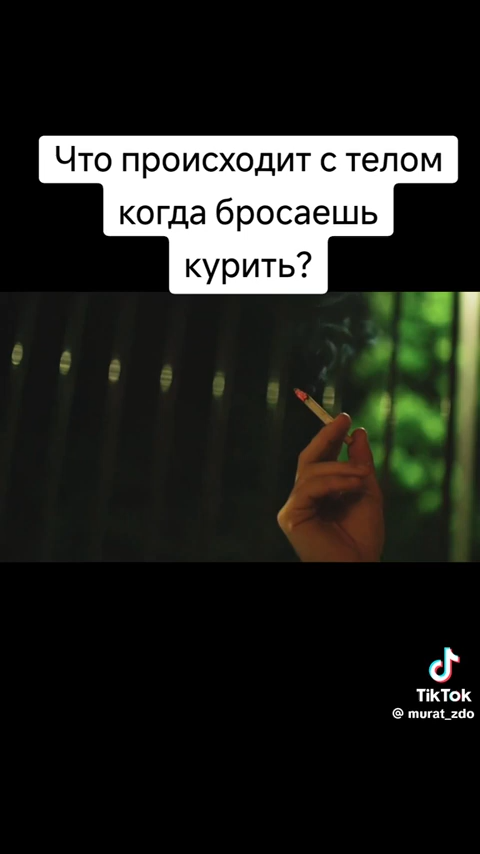 Что происходит с телом
когда бросаешь
курить?
TikTok
@ murat_zdo